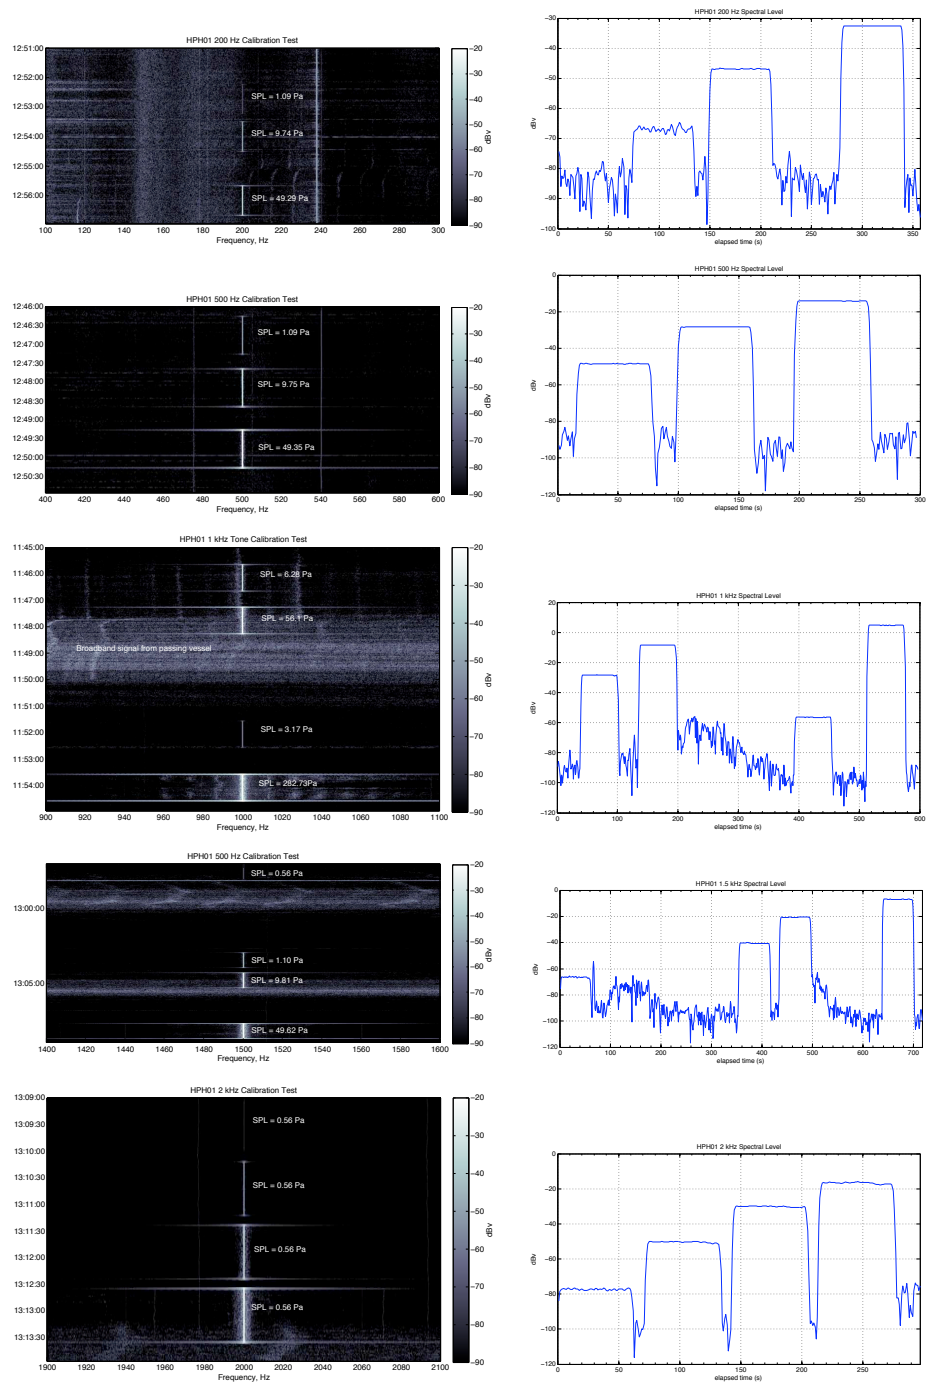 HPH01 200 Hz Calibration Test
12:51:00
12:52:00
12:53:00
12:54:00
12:55:00
12:56:00
SPL = 1.09 Pa
SPL = 9.74 Pa
SPL = 49.29 Pa
100 120 140 160 180 200 220 240 260 280 300
Frequency, Hz
−20
−30
−40
−50
−60
−70
−80
−90
dBv
HPH01 200 Hz Spectral Level
−30
−40
−50
−60
−70
−80
−90
−100
dBv
0 50 100 150 200 250 300 350
elapsed time (s)
HPH01 500 Hz Calibration Test
12:46:00
12:46:30
12:47:00
12:47:30
12:48:00
12:48:30
12:49:00
12:49:30
12:50:00
12:50:30
SPL = 1.09 Pa
SPL = 9.75 Pa
SPL = 49.35 Pa
400 420 440 460 480 500 520 540 560 580 600
Frequency, Hz
−20
−30
−40
−50
−60
−70
−80
−90
dBv
HPH01 500 Hz Spectral Level
0
−20
−40
−60
−80
−100
−120
dBv
0 50 100 150 200 250 300
elapsed time (s)
HPH01 1 kHz Tone Calibration Test
11:45:00
11:46:00
11:47:00
11:48:00
11:49:00
11:50:00
11:51:00
11:52:00
11:53:00
11:54:00
SPL = 6.28 Pa
SPL = 56.1 Pa
Broadband signal from passing vessel
SPL = 3.17 Pa
SPL = 262.73Pa
900 920 940 960 980 1000 1020 1040 1060 1080 1100
Frequency, Hz
−20
−30
−40
−50
−60
−70
−80
−90
dBv
HPH01 1 kHz Spectral Level
20
0
−20
−40
−60
−80
−100
−120
dBv
0 100 200 300 400 500 600
elapsed time (s)
HPH01 500 Hz Calibration Test
13:00:00
13:05:00
SPL = 0.56 Pa
SPL = 1.10 Pa
SPL = 9.81 Pa
SPL = 49.62 Pa
1400 1420 1440 1460 1480 1500 1520 1540 1560 1580 1600
Frequency, Hz
−20
−30
−40
−50
−60
−70
−80
−90
dBv
HPH01 1.5 kHz Spectral Level
0
−20
−40
−60
−80
−100
−120
dBv
0 100 200 300 400 500 600 700
elapsed time (s)
HPH01 2 kHz Calibration Test
13:09:00
13:09:30
13:10:00
13:10:30
13:11:00
13:11:30
13:12:00
13:12:30
13:13:00
13:13:30
SPL = 0.56 Pa
SPL = 0.56 Pa
SPL = 0.56 Pa
SPL = 0.56 Pa
1900 1920 1940 1960 1980 2000 2020 2040 2060 2080 2100
Frequency, Hz
−20
−30
−40
−50
−60
−70
−80
−90
dBv
HPH01 2 kHz Spectral Level
0
−20
−40
−60
−80
−100
−120
dBv
0 50 100 150 200 250 300
elapsed time (s)